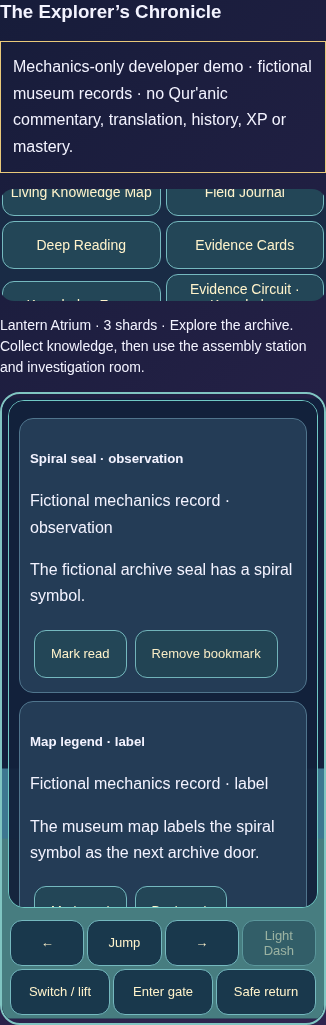 The Explorer’s Chronicle
Mechanics-only developer demo · fictional
museum records · no Qur'anic
commentary, translation, history, XP or
mastery.
Living Knowledge Map
Field Journal
Deep Reading
Evidence Cards
Evidence Circuit ·
Lantern Atrium · 3 shards · Explore the archive.
Collect knowledge, then use the assembly station
and investigation room.
Spiral seal · observation
Fictional mechanics record ·
observation
The fictional archive seal has a spiral
symbol.
Mark read
Remove bookmark
Map legend · label
Fictional mechanics record · label
The museum map labels the spiral
symbol as the next archive door.
←
Jump
→
Light
Dash
Switch / lift
Enter gate
Safe return